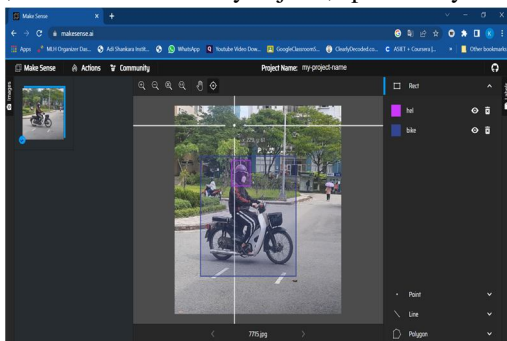 Make Sense
makesense.ai
Apps
MLH Organizer Das...
Adi Shankara Instit...
WhatsApp
Youtube Video Dow...
GoogleClassroomS...
ClearlyDecoded.co...
ASBT + Coursera [...
Other bookmarks
Make Sense
Actions
Community
Project Name: my-project-name
Images
Rect
hel
bike
Point
Line
Polygon
7715.jpg